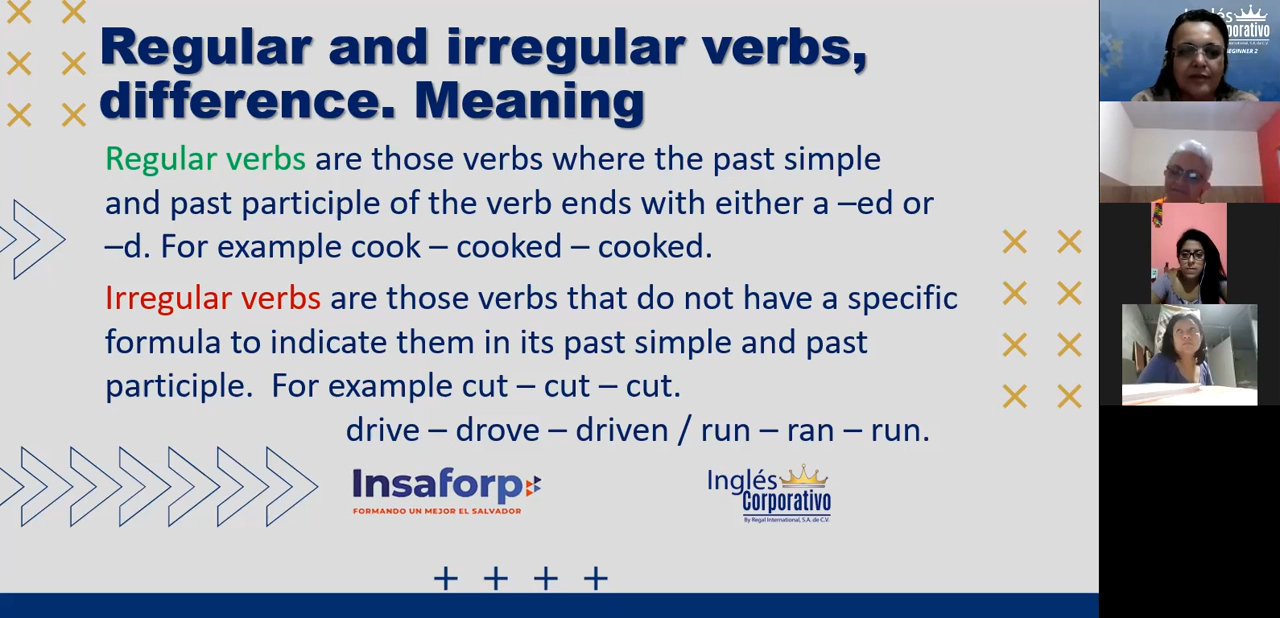 Regular and irregular verbs,
difference. Meaning
Regular verbs are those verbs where the past simple
and past participle of the verb ends with either a –ed or
–d. For example cook – cooked – cooked.
Irregular verbs are those verbs that do not have a specific
formula to indicate them in its past simple and past
participle.  For example cut – cut – cut.
drive – drove – driven / run – ran – run.
Insaforp
FORMANDO UN MEJOR EL SALVADOR
Inglés
Corporativo
By Regal International, S.A. de C.V.